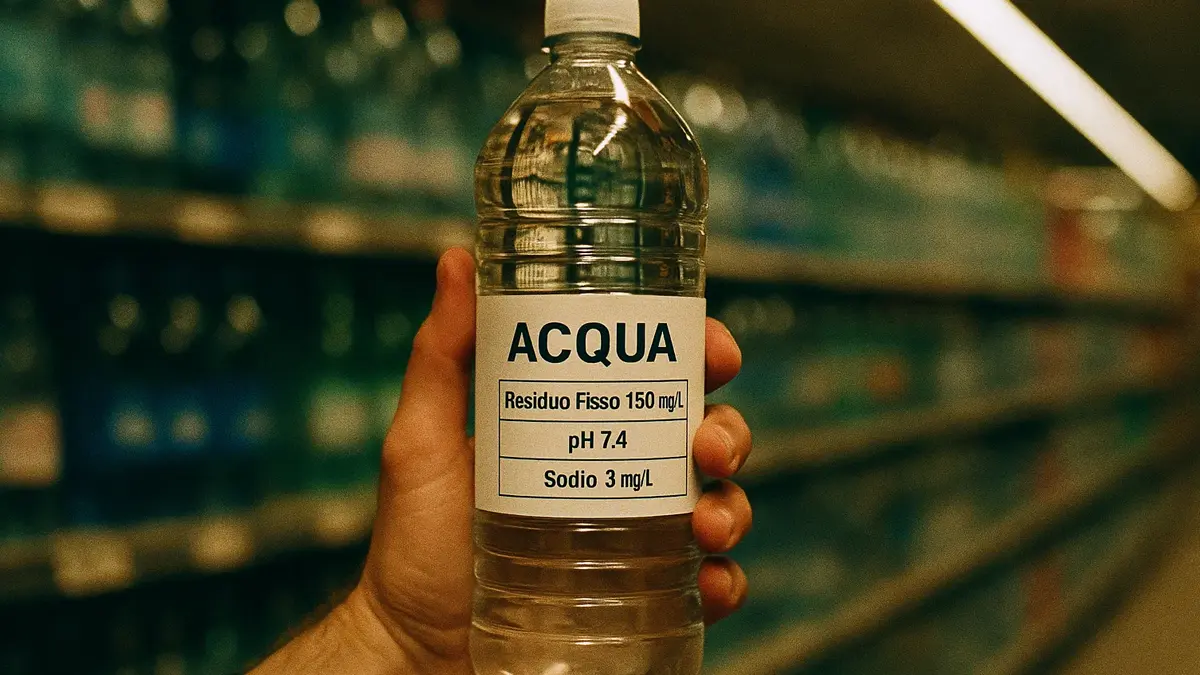 ACQUA
Residuo Fisso 150 mg/L
pH 7.4
Sodio 3 mg/L